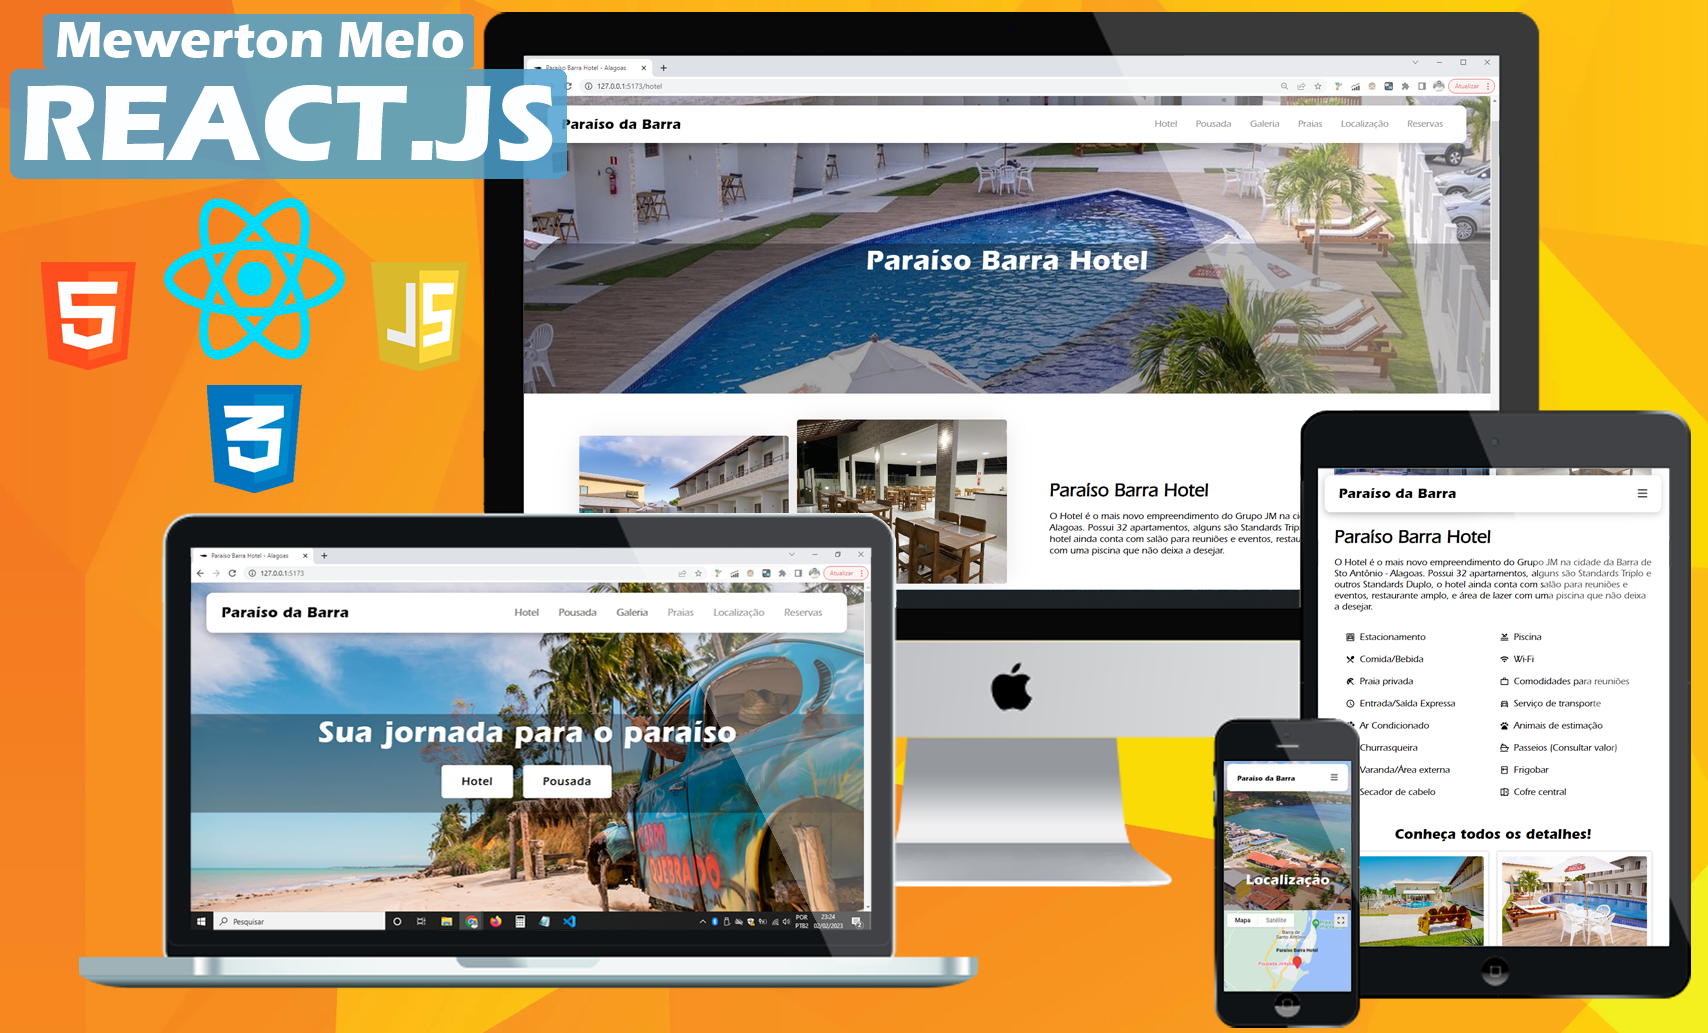 Mewerton Melo
REACT.JS
5
JS
3
Paraíso Barra Hotel - Alagoas
127.0.0.1:5173/hotel
Atualizar
Paraíso da Barra
Hotel Pousada Galeria Praias Localização Reservas
Paraíso Barra Hotel
Paraíso Barra Hotel
O Hotel é o mais novo empreendimento do Grupo JM na ci
Alagoas. Possui 32 apartamentos, alguns são Standards Trip
hotel ainda conta com salão para reuniões e eventos, restau
com uma piscina que não deixa a desejar.
Paraíso Barra Hotel - Alagoas
127.0.0.1:5173
Atualizar
Paraíso da Barra
Hotel Pousada Galeria Praias Localização Reservas
Sua jornada para o paraíso
Hotel Pousada
CARRO
QUEBRADO
Pesquisar
POR
PTB2
23:24
02/02/2023
2
Paraíso da Barra
Paraíso Barra Hotel
O Hotel é o mais novo empreendimento do Grupo JM na cidade da Barra de
Sto Antônio - Alagoas. Possui 32 apartamentos, alguns são Standards Triplo e
outros Standards Duplo, o hotel ainda conta com salão para reuniões e
eventos, restaurante amplo, e área de lazer com uma piscina que não deixa
a desejar.
Estacionamento Piscina
Comida/Bebida Wi-Fi
Praia privada Comodidades para reuniões
Entrada/Saída Expressa Serviço de transporte
Ar Condicionado Animais de estimação
Churrasqueira Passeios (Consultar valor)
Varanda/Área externa Frigobar
Secador de cabelo Cofre central
Conheça todos os detalhes!
Paraíso da Barra
Localização
Mapa Satélite
Barra de
Santo Antônio
Paraíso Barra Hotel